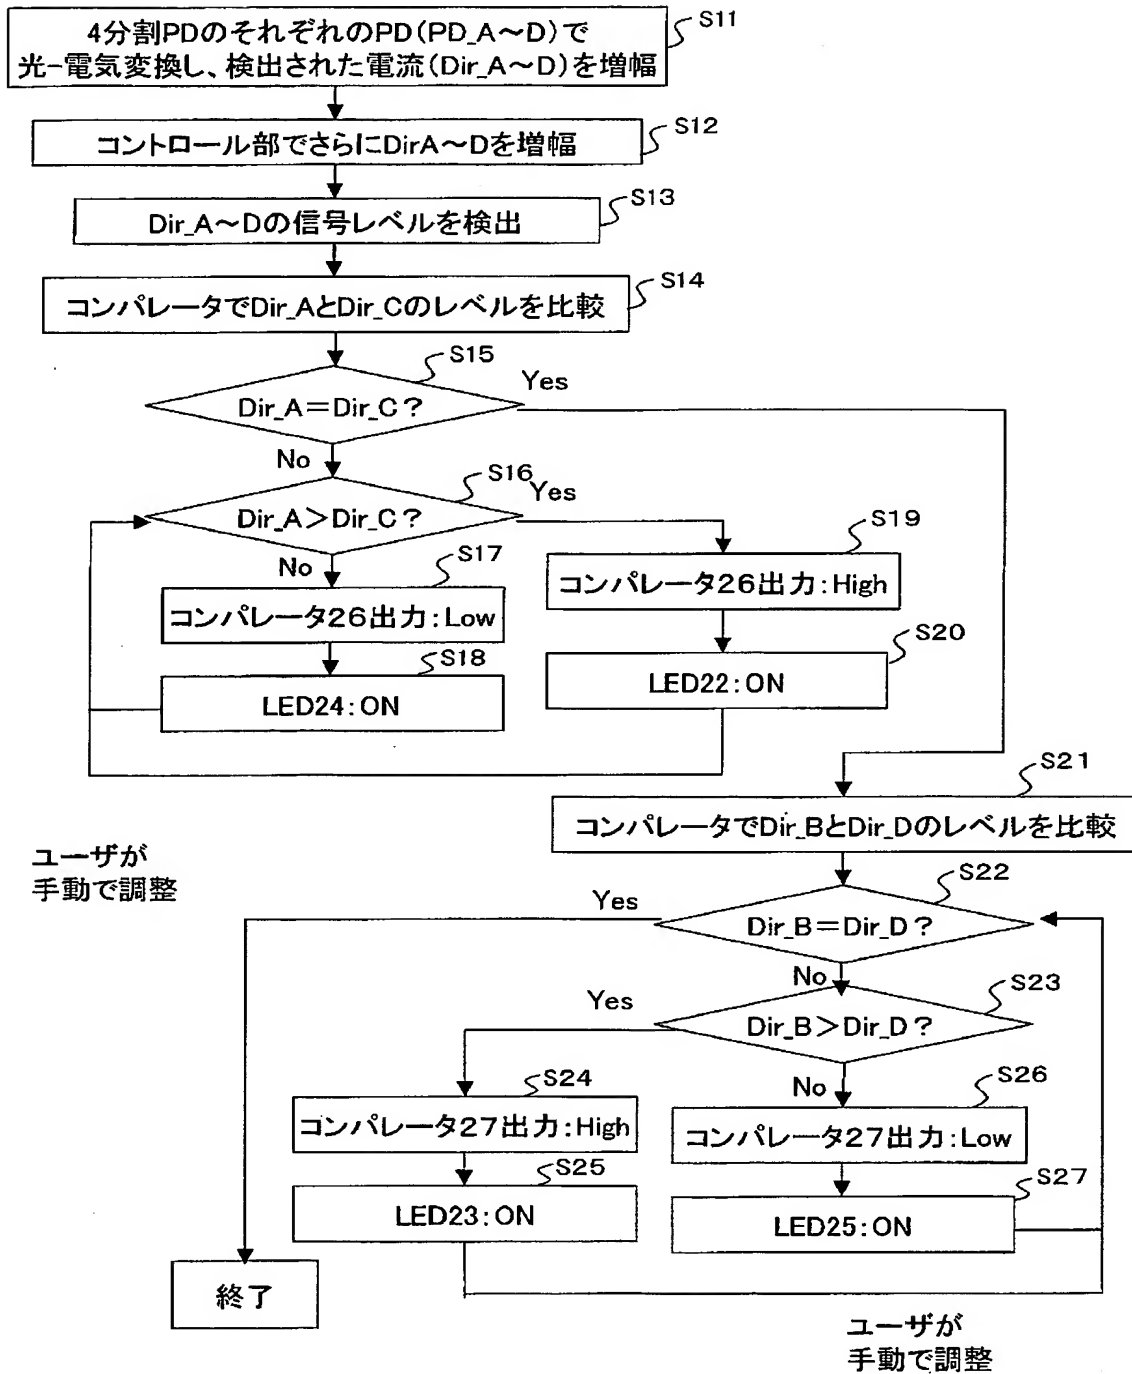 4分割PDのそれぞれのPD(PD_A～D)で
光-電気変換し、検出された電流(Dir_A～D)を増幅
S11
コントロール部でさらにDirA～Dを増幅
S12
Dir_A～Dの信号レベルを検出
S13
コンパレータでDir_AとDir_Cのレベルを比較
S14
Dir_A=Dir_C?
S15
Yes
No
Dir_A>Dir_C?
S16
Yes
No
コンパレータ26出力:Low
S17
コンパレータ26出力:High
S19
LED24:ON
S18
LED22:ON
S20
コンパレータでDir_BとDir_Dのレベルを比較
S21
ユーザが
手動で調整
Dir_B=Dir_D?
S22
Yes
No
Dir_B>Dir_D?
S23
Yes
No
コンパレータ27出力:High
S24
コンパレータ27出力:Low
S26
LED23:ON
S25
LED25:ON
S27
終了
ユーザが
手動で調整